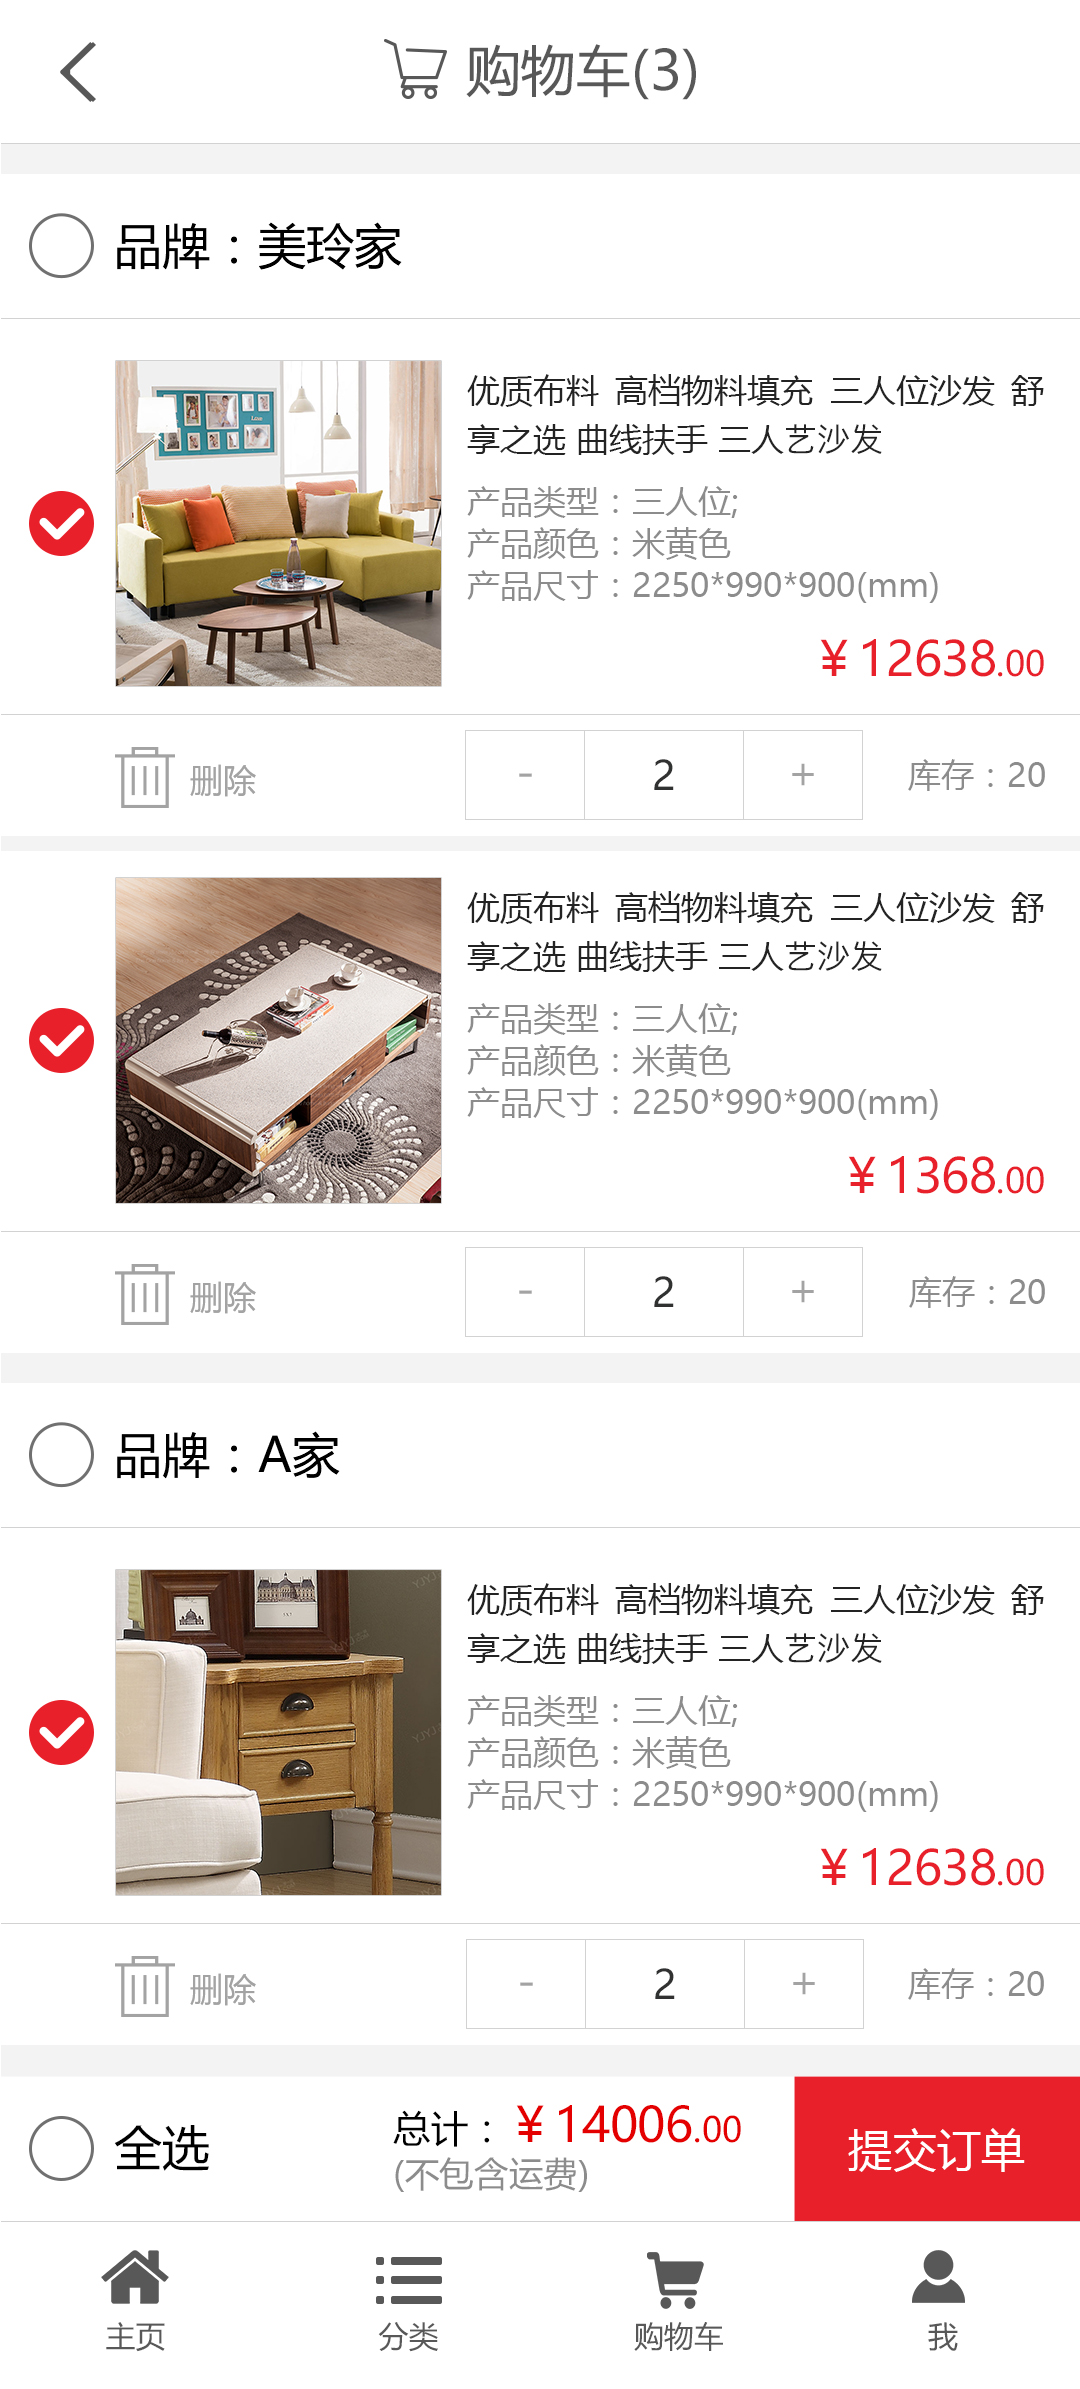 购物车(3)
品牌：美玲家
优质布料 高档物料填充 三人位沙发 舒
享之选 曲线扶手 三人艺沙发
产品类型：三人位;
产品颜色：米黄色
产品尺寸：2250*990*900(mm)
¥ 12638.00
删除
- 2 +
库存：20
优质布料 高档物料填充 三人位沙发 舒
享之选 曲线扶手 三人艺沙发
产品类型：三人位;
产品颜色：米黄色
产品尺寸：2250*990*900(mm)
¥ 1368.00
删除
- 2 +
库存：20
品牌：A家
优质布料 高档物料填充 三人位沙发 舒
享之选 曲线扶手 三人艺沙发
产品类型：三人位;
产品颜色：米黄色
产品尺寸：2250*990*900(mm)
¥ 12638.00
删除
- 2 +
库存：20
全选
总计： ¥ 14006.00
(不包含运费)
提交订单
主页
分类
购物车
我